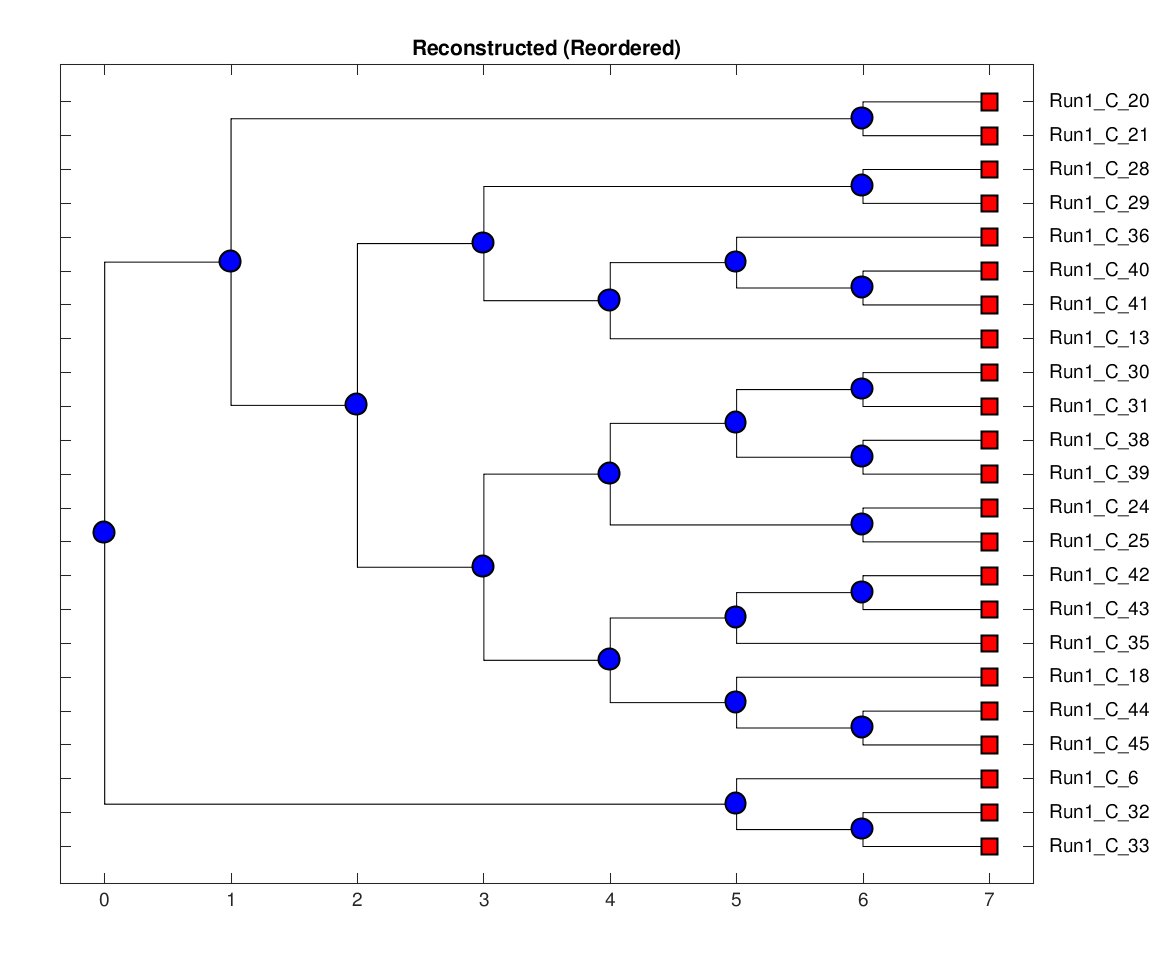 Reconstructed (Reordered)
Run1_C_20
Run1_C_21
Run1_C_28
Run1_C_29
Run1_C_36
Run1_C_40
Run1_C_41
Run1_C_13
Run1_C_30
Run1_C_31
Run1_C_38
Run1_C_39
Run1_C_24
Run1_C_25
Run1_C_42
Run1_C_43
Run1_C_35
Run1_C_18
Run1_C_44
Run1_C_45
Run1_C_6
Run1_C_32
Run1_C_33
0 1 2 3 4 5 6 7